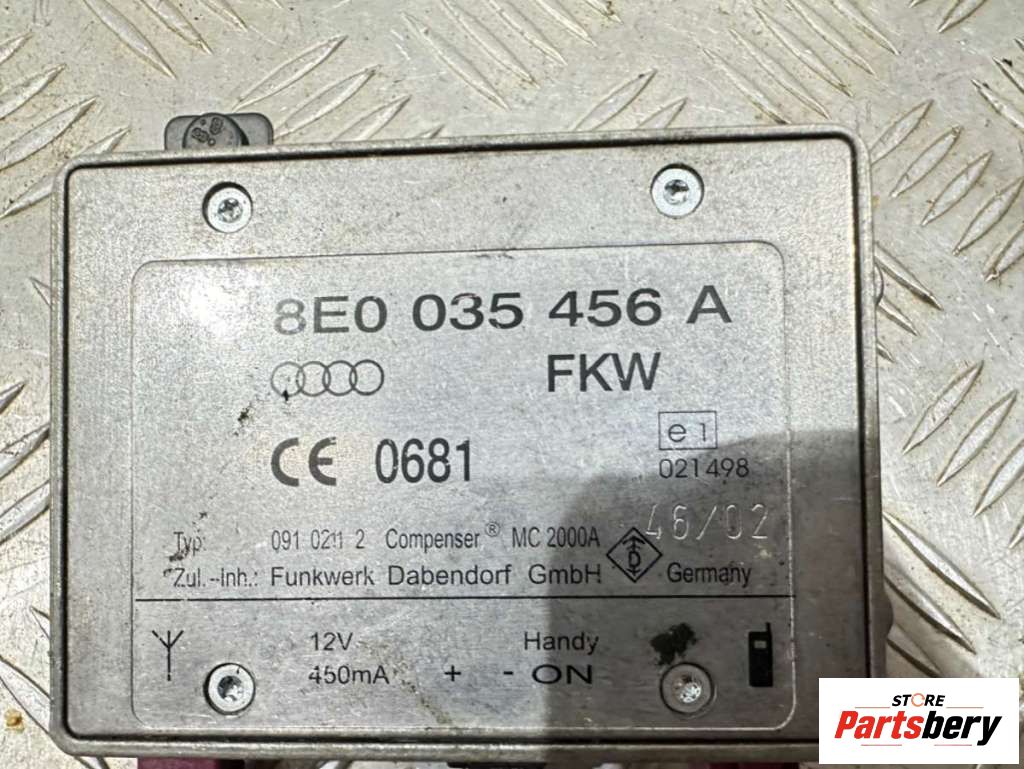 8E0 035 456 A
FKW
CE 0681
e1
021498
46/02
Typ 091 0211 2 Compenser® MC 2000A
Zul.-Inh.: Funkwerk Dabendorf GmbH Germany
12V Handy
450mA + - ON
STORE
Partsbery